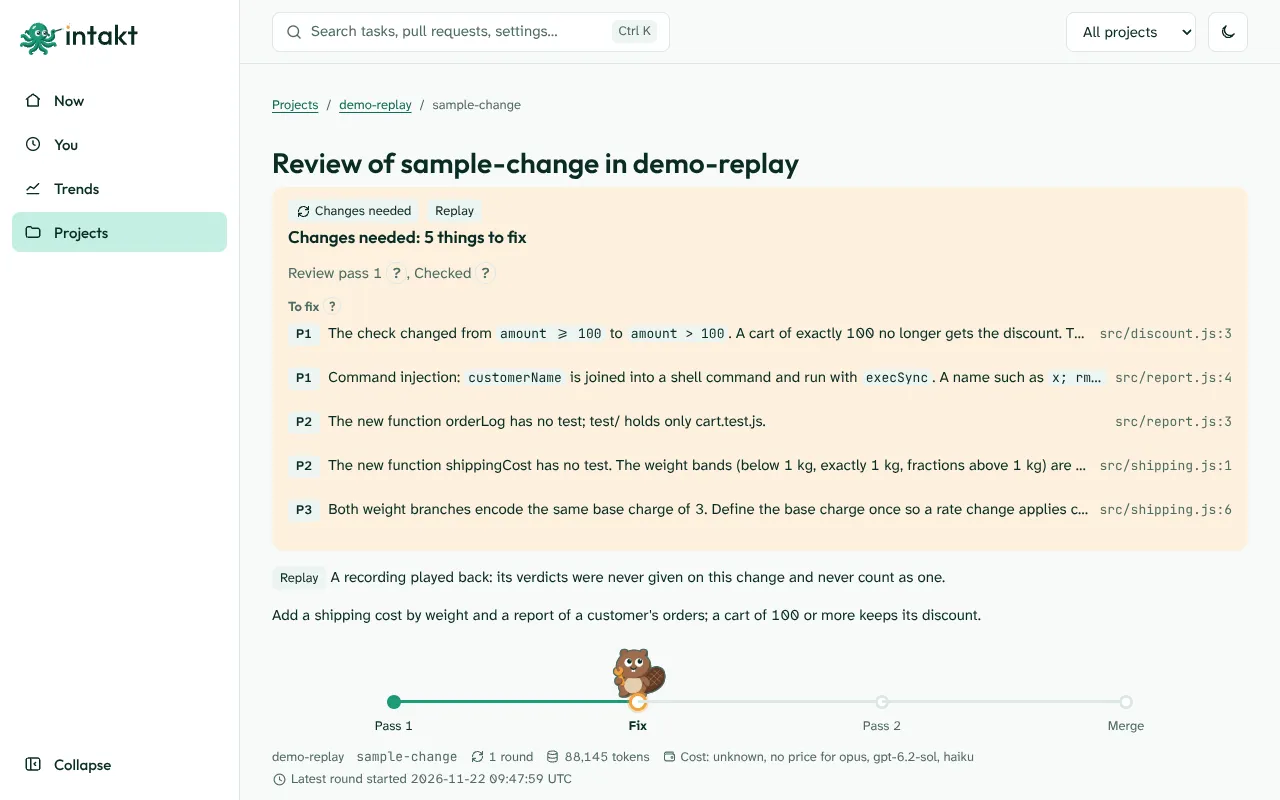 intakt
Search tasks, pull requests, settings...
Ctrl K
All projects
Now
You
Trends
Projects
Collapse
Projects / demo-replay / sample-change
Review of sample-change in demo-replay
Changes needed
Replay
Changes needed: 5 things to fix
Review pass 1 ? , Checked ?
To fix ?
P1 The check changed from amount >= 100 to amount > 100. A cart of exactly 100 no longer gets the discount. T... src/discount.js:3
P1 Command injection: customerName is joined into a shell command and run with execSync. A name such as x; rm... src/report.js:4
P2 The new function orderLog has no test; test/ holds only cart.test.js. src/report.js:3
P2 The new function shippingCost has no test. The weight bands (below 1 kg, exactly 1 kg, fractions above 1 kg) are ... src/shipping.js:1
P3 Both weight branches encode the same base charge of 3. Define the base charge once so a rate change applies c... src/shipping.js:6
Replay A recording played back: its verdicts were never given on this change and never count as one.
Add a shipping cost by weight and a report of a customer's orders; a cart of 100 or more keeps its discount.
Pass 1
Fix
Pass 2
Merge
demo-replay sample-change 1 round 88,145 tokens Cost: unknown, no price for opus, gpt-6.2-sol, haiku
Latest round started 2026-11-22 09:47:59 UTC